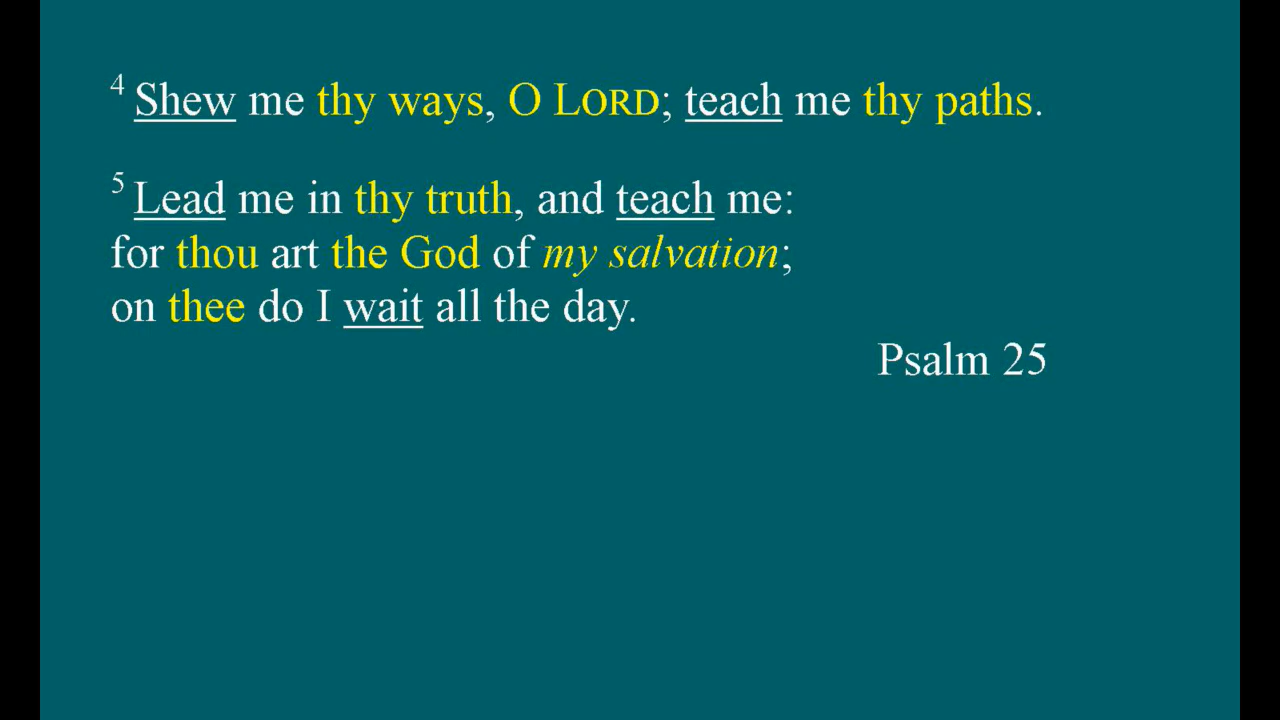 4 Shew me thy ways, O LORD; teach me thy paths.
5 Lead me in thy truth, and teach me:
for thou art the God of my salvation;
on thee do I wait all the day.
Psalm 25